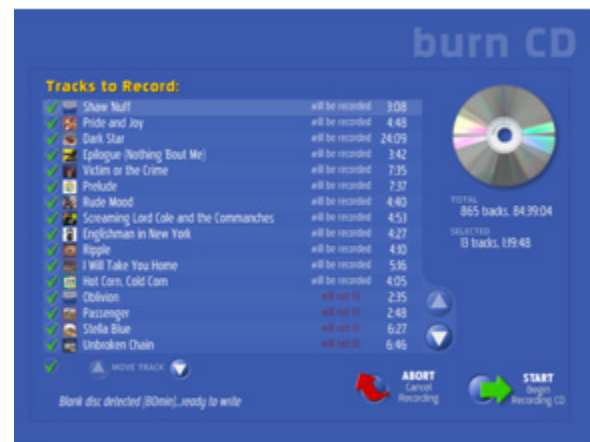 burn CD
Tracks to Record:
Shaw Nuff will be recorded 3:08
Pride and Joy will be recorded 4:48
Dark Star will be recorded 24:09
Epilogue (Nothing 'Bout Me) will be recorded 3:42
Victim or the Crime will be recorded 7:35
Prelude will be recorded 7:37
Rude Mood will be recorded 4:40
Screaming Lord Cole and the Commanches will be recorded 4:53
Englishman in New York will be recorded 4:27
Ripple will be recorded 4:10
I Will Take You Home will be recorded 5:16
Hot Corn, Cold Corn will be recorded 4:05
Oblivion will not fit 2:35
Passenger will not fit 2:48
Stella Blue will not fit 6:27
Unbroken Chain will not fit 6:46
TOTAL
865 tracks, 84:39:04
SELECTED
13 tracks, 1:19:48
MOVE TRACK
Blank disc detected (80min)...ready to write
ABORT
Cancel
Recording
START
Begin
Recording CD